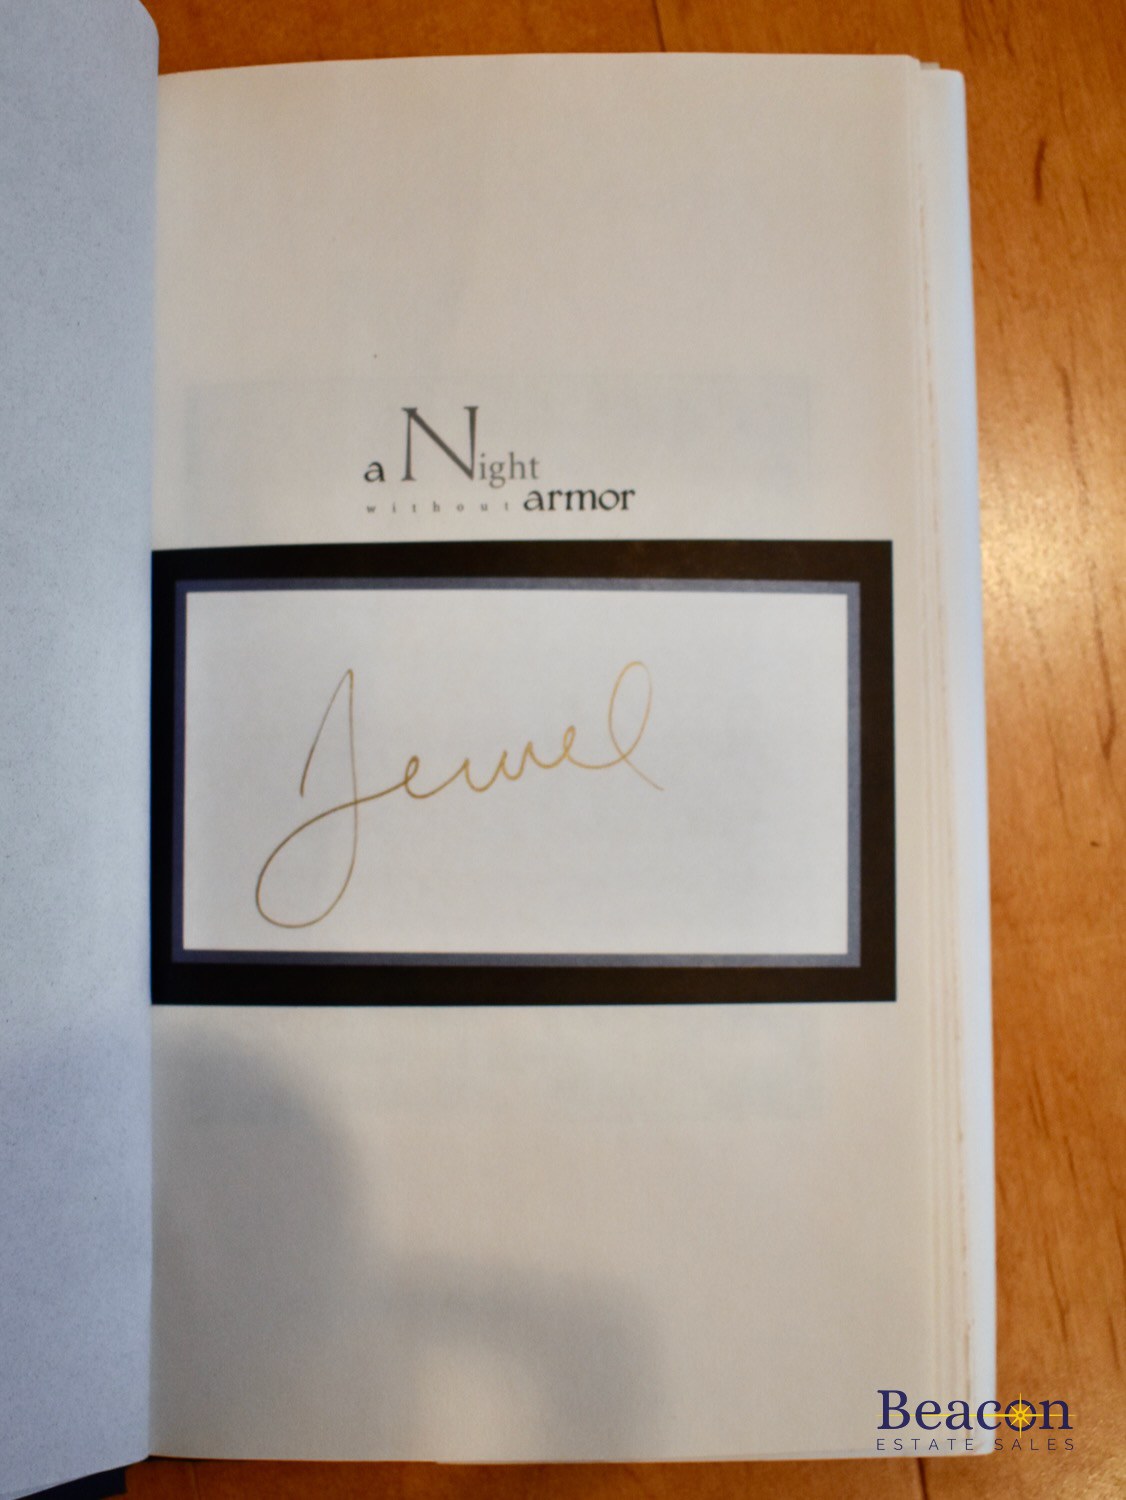 a Night
without armor
Jewel
Beacon
ESTATE SALES